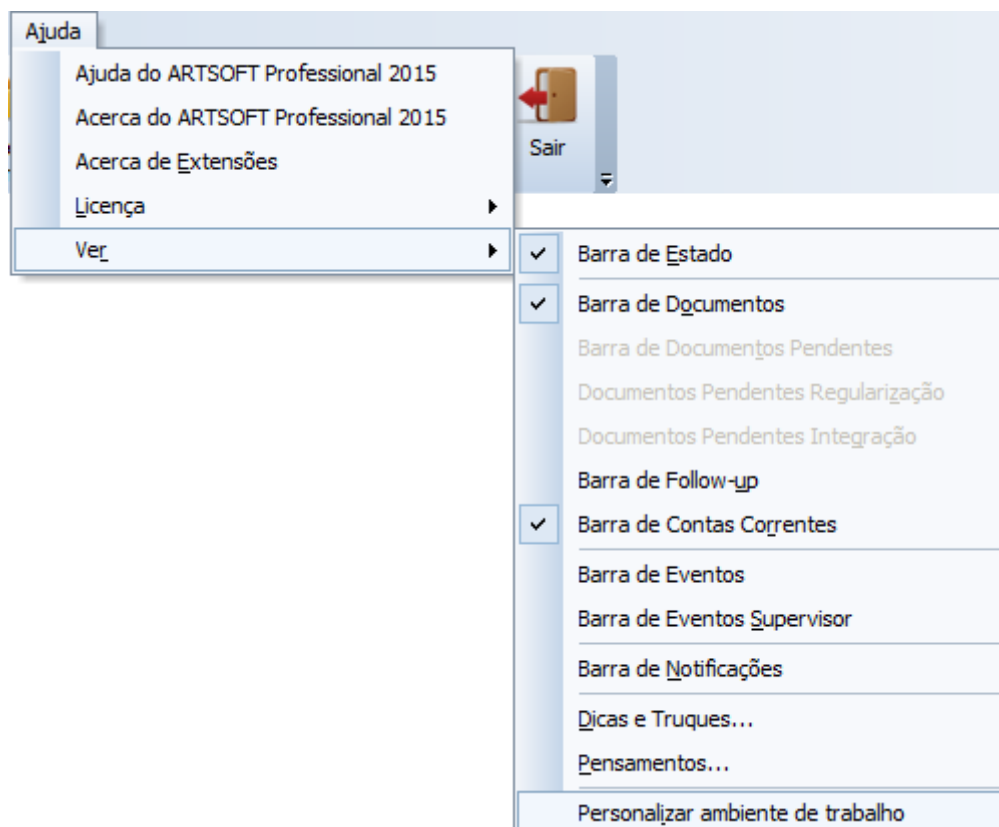 Ajuda
Ajuda do ARTSOFT Professional 2015
Acerca do ARTSOFT Professional 2015
Acerca de Extensões
Licença
Ver
Sair
Barra de Estado
Barra de Documentos
Barra de Documentos Pendentes
Documentos Pendentes Regularização
Documentos Pendentes Integração
Barra de Follow-up
Barra de Contas Correntes
Barra de Eventos
Barra de Eventos Supervisor
Barra de Notificações
Dicas e Truques...
Pensamentos...
Personalizar ambiente de trabalho